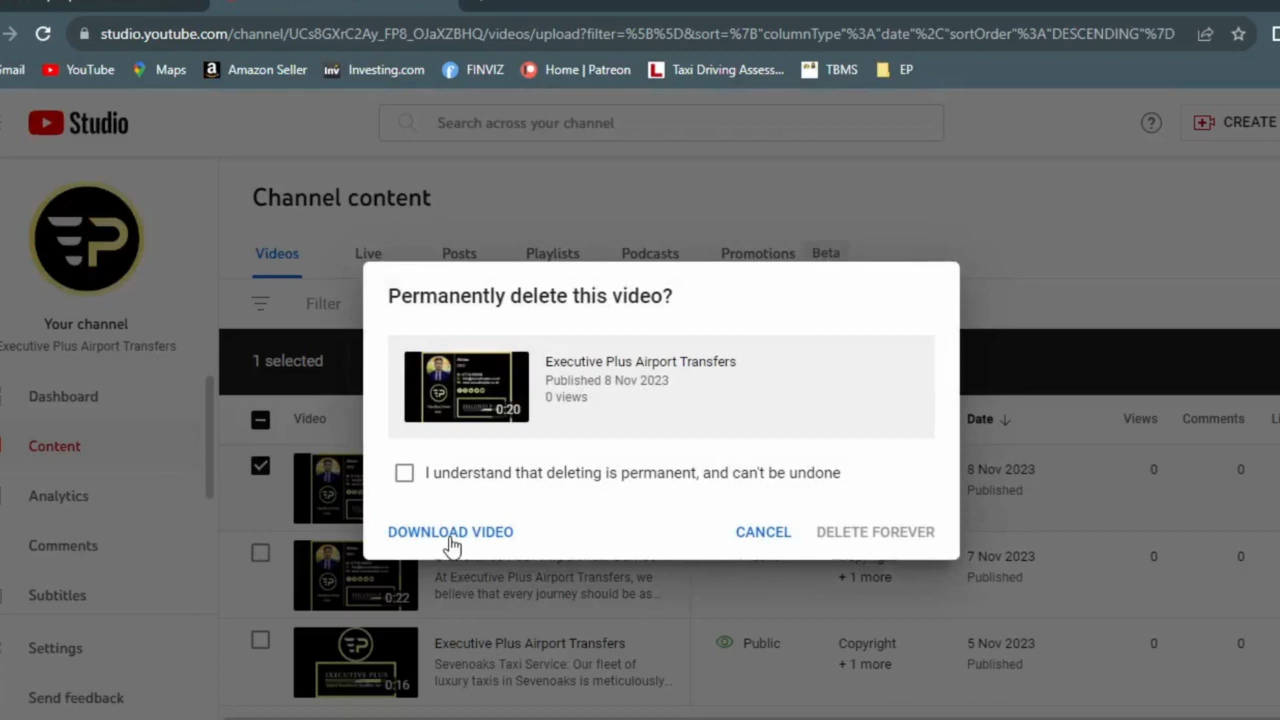 studio.youtube.com/channel/UCs8GXrC2Ay_FP8_OJaXZBHQ/videos/upload?filter=%5B%5D&sort=%7B"columnType"%3A"date"%2C"sortOrder"%3A"DESCENDING"%7D
Gmail YouTube Maps Amazon Seller Investing.com FINVIZ Home | Patreon Taxi Driving Assess... TBMS EP
Studio
Search across your channel
CREATE
Channel content
Videos Live Posts Playlists Podcasts Promotions Beta
Filter
Permanently delete this video?
Executive Plus Airport Transfers
Published 8 Nov 2023
0 views
0:20
I understand that deleting is permanent, and can't be undone
DOWNLOAD VIDEO CANCEL DELETE FOREVER
Your channel
Executive Plus Airport Transfers
Dashboard
Content
Analytics
Comments
Subtitles
Settings
Send feedback
1 selected
Video Date Views Comments
8 Nov 2023 0 0
Published
0:22
At Executive Plus Airport Transfers, we
believe that every journey should be as...
+ 1 more
7 Nov 2023 0 0
Published
EXECUTIVE PLUS
0:16
Executive Plus Airport Transfers
Sevenoaks Taxi Service: Our fleet of
luxury taxis in Sevenoaks is meticulously...
Public
Copyright
+ 1 more
5 Nov 2023 0 0
Published